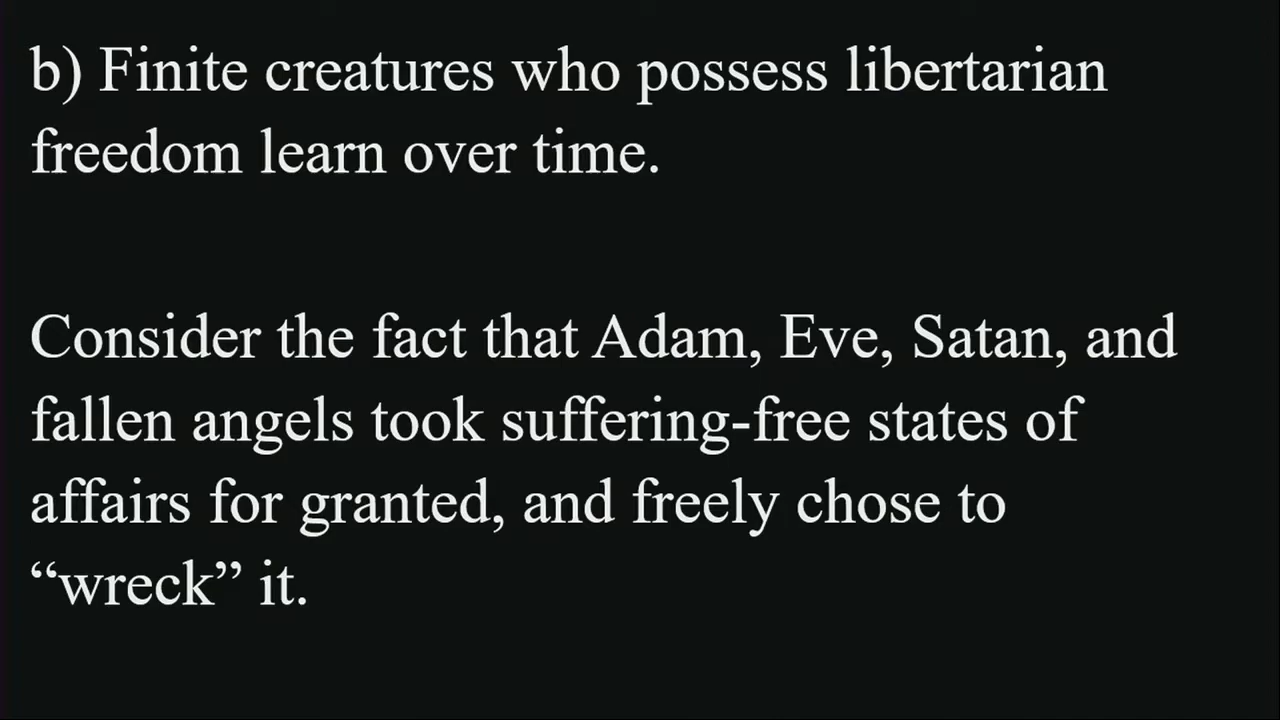 b) Finite creatures who possess libertarian
freedom learn over time.
Consider the fact that Adam, Eve, Satan, and
fallen angels took suffering-free states of
affairs for granted, and freely chose to
“wreck” it.